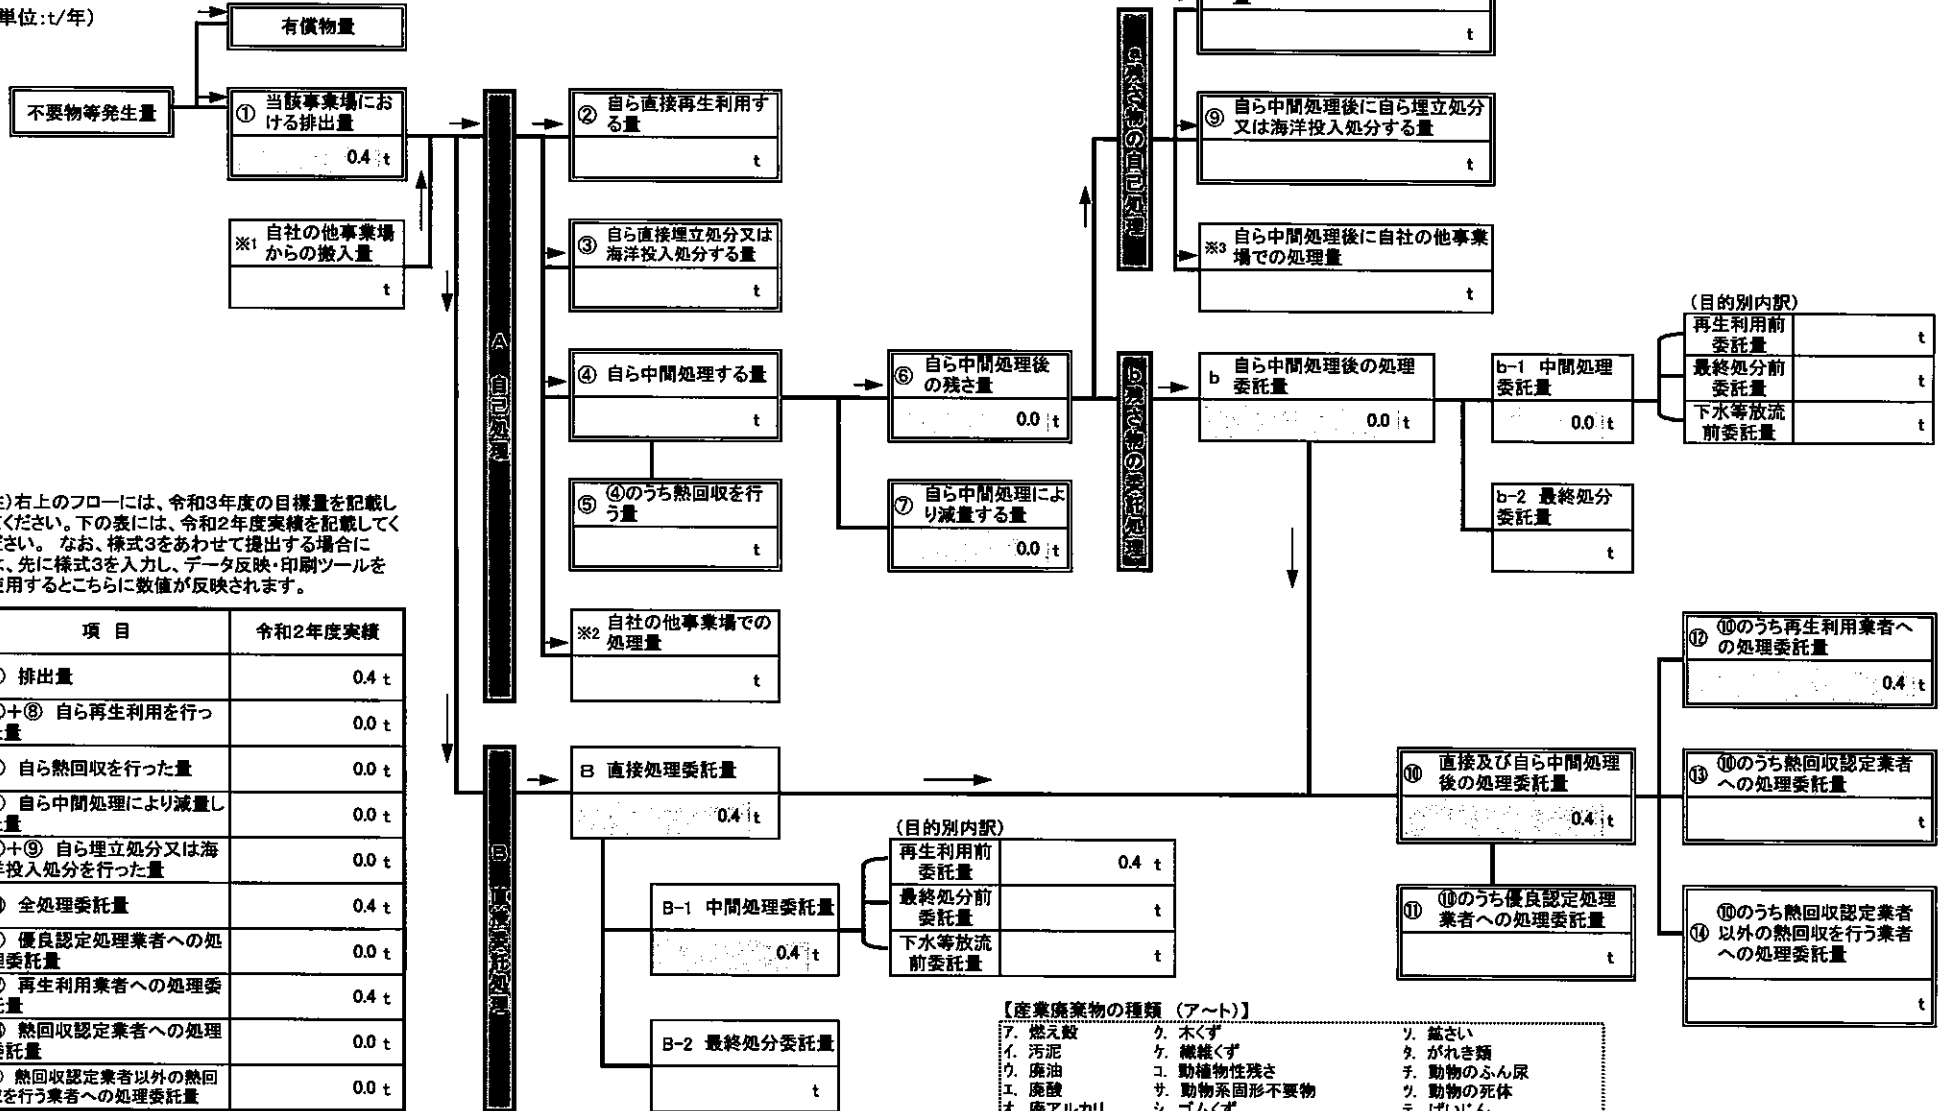 単位:t/年)
有償物量
不要物等発生量
① 当該事業場にお
ける排出量
0.4 t
※1 自社の他事業場
からの搬入量
t
A 自己処理
② 自ら直接再生利用す
る量
t
③ 自ら直接埋立処分又は
海洋投入処分する量
t
④ 自ら中間処理する量
t
⑤ ④のうち熱回収を行
う量
t
※2 自社の他事業場での
処理量
t
⑥ 自ら中間処理後
の残さ量
0.0 t
⑦ 自ら中間処理によ
り減量する量
0.0 t
a 残さ物の自己処理
t
⑨ 自ら中間処理後に自ら埋立処分
又は海洋投入処分する量
t
※3 自ら中間処理後に自社の他事業
場での処理量
t
b 残さ物の委託処理
b 自ら中間処理後の処理
委託量
0.0 t
b-1 中間処理
委託量
0.0 t
b-2 最終処分
委託量
t
(目的別内訳)
再生利用前
委託量 t
最終処分前
委託量 t
下水等放流
前委託量 t
)右上のフローには、令和3年度の目標量を記載し
ください。下の表には、令和2年度実績を記載してく
さい。 なお、様式3をあわせて提出する場合に
、先に様式3を入力し、データ反映・印刷ツールを
用するとこちらに数値が反映されます。
項 目 令和2年度実績
排出量 0.4 t
+⑧ 自ら再生利用を行っ
量 0.0 t
自ら熱回収を行った量 0.0 t
自ら中間処理により減量し
量 0.0 t
+⑨ 自ら埋立処分又は海
投入処分を行った量 0.0 t
全処理委託量 0.4 t
優良認定処理業者への処
委託量 0.0 t
再生利用業者への処理委
量 0.4 t
熱回収認定業者への処理
託量 0.0 t
熱回収認定業者以外の熱回
を行う業者への処理委託量 0.0 t
B 直接委託処理
B 直接処理委託量
0.4 t
B-1 中間処理委託量
0.4 t
B-2 最終処分委託量
t
(目的別内訳)
再生利用前
委託量 0.4 t
最終処分前
委託量 t
下水等放流
前委託量 t
⑩ 直接及び自ら中間処理
後の処理委託量
0.4 t
⑪ ⑩のうち優良認定処理
業者への処理委託量
t
⑫ ⑩のうち再生利用業者へ
の処理委託量
0.4 t
⑬ ⑩のうち熱回収認定業者
への処理委託量
t
⑭ ⑩のうち熱回収認定業者
以外の熱回収を行う業者
への処理委託量
t
【産業廃棄物の種類 (ア~ト)】
ア. 燃え殻 ク. 木くず ソ. 鉱さい
イ. 汚泥 ケ. 繊維くず タ. がれき類
ウ. 廃油 コ. 動植物性残さ チ. 動物のふん尿
エ. 廃酸 サ. 動物系固形不要物 ツ. 動物の死体
オ. 廃アルカリ シ. ゴムくず テ. ばいじん